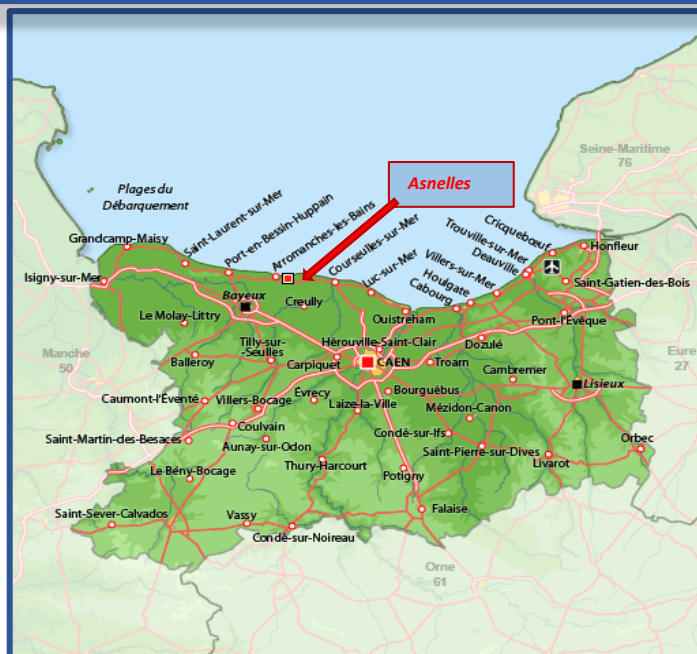 Seine-Maritime
76
Asnelles
Plages du
Débarquement
Grandcamp-Maisy
Saint-Laurent-sur-Mer
Port-en-Bessin-Huppain
Arromanches-les-Bains
Courseulles-sur-Mer
Luc-sur-Mer
Villers-sur-Mer
Houlgate
Cabourg
Trouville-sur-Mer
Deauville
Cricquebœuf
Honfleur
Isigny-sur-Mer
Bayeux
Creully
Saint-Gatien-des-Bois
Le Molay-Littry
Ouistreham
Pont-l'Évêque
Manche
50
Tilly-sur-
-Seulles
Hérouville-Saint-Clair
Dozulé
Eure
27
Balleroy
Carpiquet
CAEN
Troarn
Cambremer
Lisieux
Caumont-l'Éventé
Villers-Bocage
Évrecy
Bourguébus
Laize-la-Ville
Mézidon-Canon
Coulvain
Saint-Martin-des-Besaces
Aunay-sur-Odon
Condé-sur-Ifs
Orbec
Saint-Pierre-sur-Dives
Livarot
Le Bény-Bocage
Thury-Harcourt
Potigny
Saint-Sever-Calvados
Vassy
Falaise
Condé-sur-Noireau
Orne
61